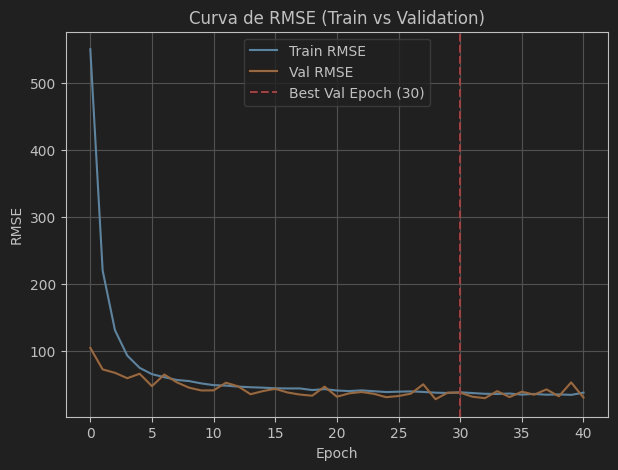 Curva de RMSE (Train vs Validation)
Train RMSE
Val RMSE
Best Val Epoch (30)
500
400
300
200
100
RMSE
0 5 10 15 20 25 30 35 40
Epoch